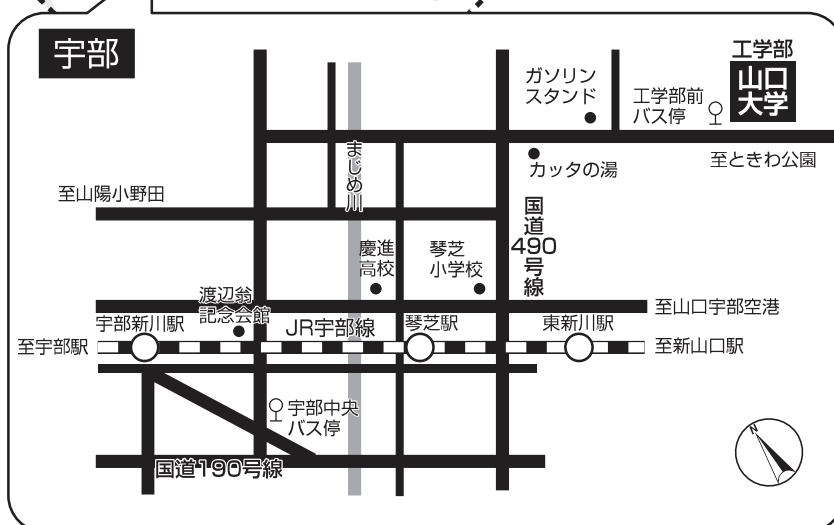 宇部
工学部
山口
大学
ガソリン
スタンド
工学部前
バス停
至ときわ公園
カッタの湯
まじめ川
至山陽小野田
国道490号線
慶進
高校
琴芝
小学校
渡辺翁
記念会館
至山口宇部空港
宇部新川駅
JR宇部線
琴芝駅
東新川駅
至宇部駅
至新山口駅
宇部中央
バス停
国道190号線
N